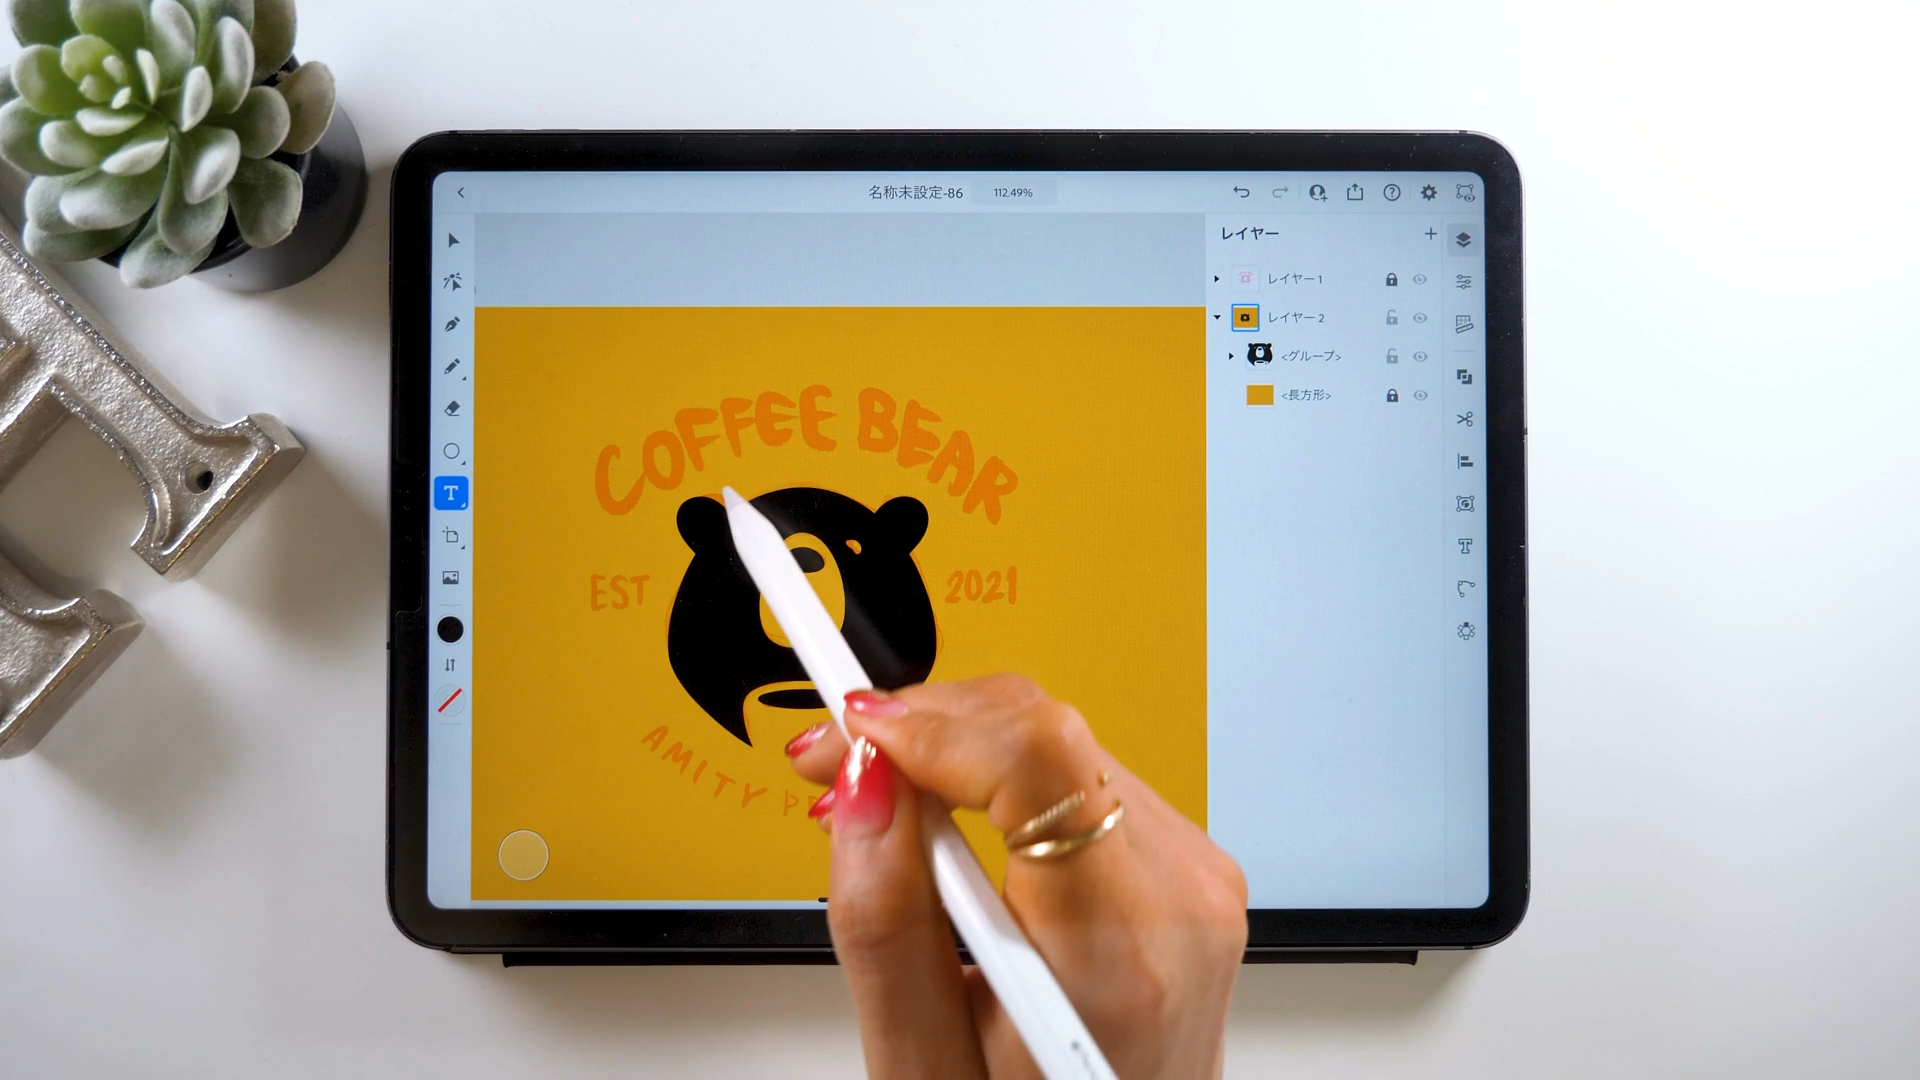 名称未設定-86 112.49%
レイヤー
レイヤー 1
レイヤー 2
<グループ>
<長方形>
COFFEE BEAR
EST 2021
AMITY
T